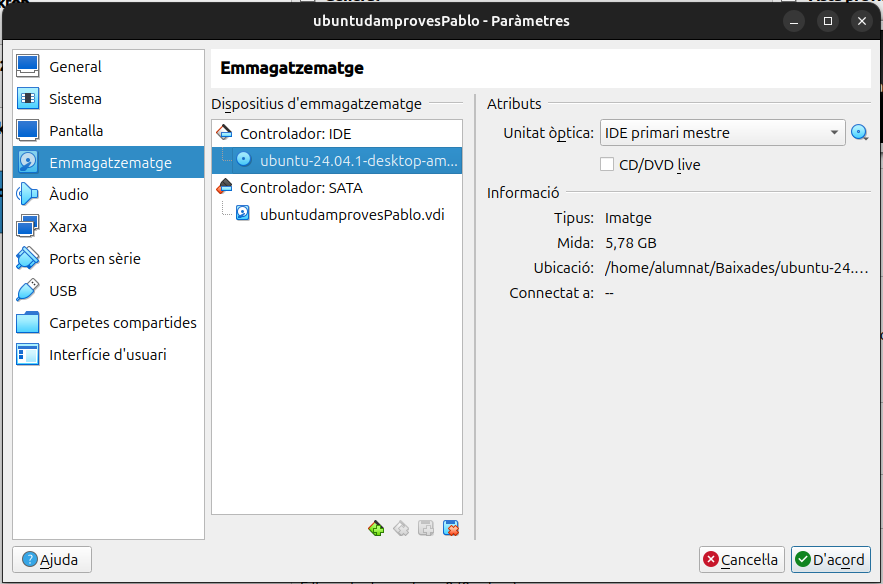 ubuntudamprovesPablo - Paràmetres
General
Sistema
Pantalla
Emmagatzematge
Àudio
Xarxa
Ports en sèrie
USB
Carpetes compartides
Interfície d'usuari
Emmagatzematge
Dispositius d'emmagatzematge
Controlador: IDE
ubuntu-24.04.1-desktop-am...
Controlador: SATA
ubuntudamprovesPablo.vdi
Atributs
Unitat òptica: IDE primari mestre
CD/DVD live
Informació
Tipus: Imatge
Mida: 5,78 GB
Ubicació: /home/alumnat/Baixades/ubuntu-24....
Connectat a: --
Ajuda
Cancel·la
D'acord